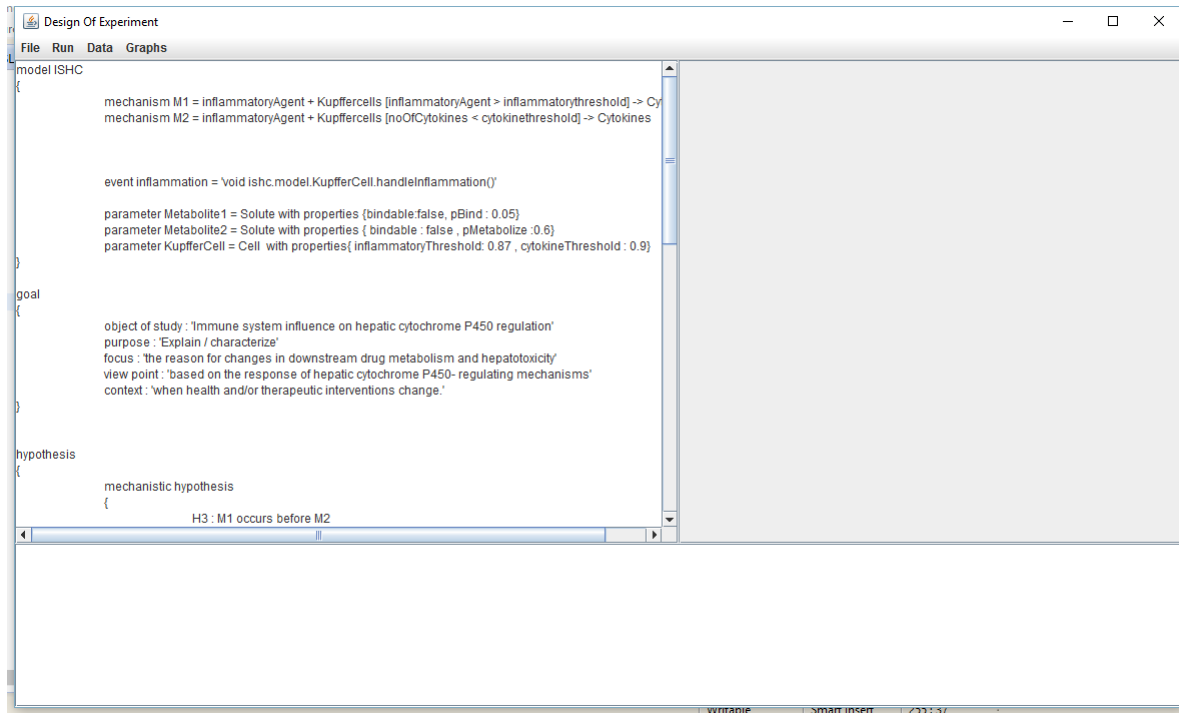 Design Of Experiment
File Run Data Graphs
model ISHC
{
mechanism M1 = inflammatoryAgent + Kupffercells [inflammatoryAgent > inflammatorythreshold] -> Cy
mechanism M2 = inflammatoryAgent + Kupffercells [noOfCytokines < cytokinethreshold] -> Cytokines
event inflammation = 'void ishc.model.KupfferCell.handleInflammation()'
parameter Metabolite1 = Solute with properties {bindable:false, pBind : 0.05}
parameter Metabolite2 = Solute with properties { bindable : false , pMetabolize :0.6}
parameter KupfferCell = Cell with properties{ inflammatoryThreshold: 0.87 , cytokineThreshold : 0.9}
}
goal
{
object of study : 'Immune system influence on hepatic cytochrome P450 regulation'
purpose : 'Explain / characterize'
focus : 'the reason for changes in downstream drug metabolism and hepatotoxicity'
view point : 'based on the response of hepatic cytochrome P450- regulating mechanisms'
context : 'when health and/or therapeutic interventions change.'
}
hypothesis
{
mechanistic hypothesis
{
H3 : M1 occurs before M2
Writable Smart Insert 255 : 37